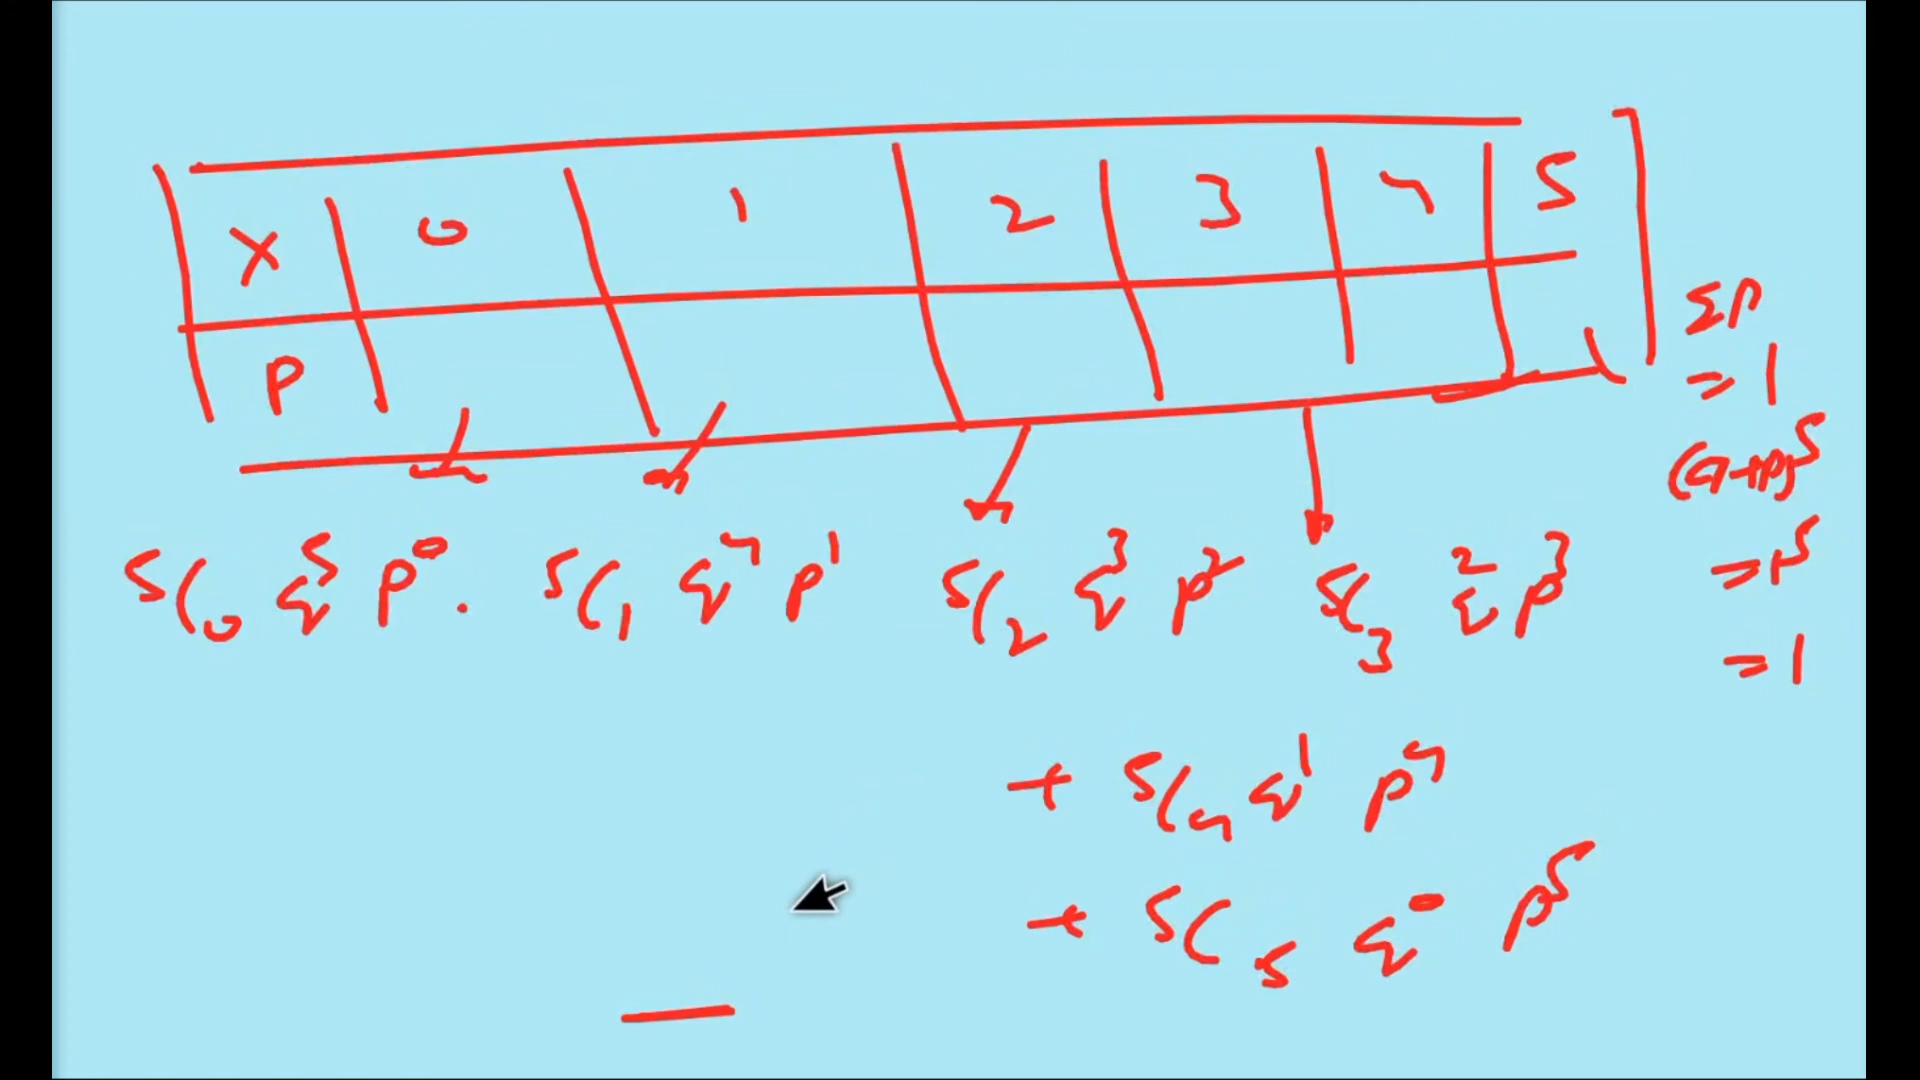 X 0 1 2 3 4 5
P
ΣP
= 1
(q+p)⁵
= 1⁵
= 1
⁵C₀ q⁵ p⁰. ⁵C₁ q⁴ p¹ ⁵C₂ q³ p² ⁵C₃ q² p³
+ ⁵C₄ q¹ p⁴
+ ⁵C₅ q⁰ p⁵